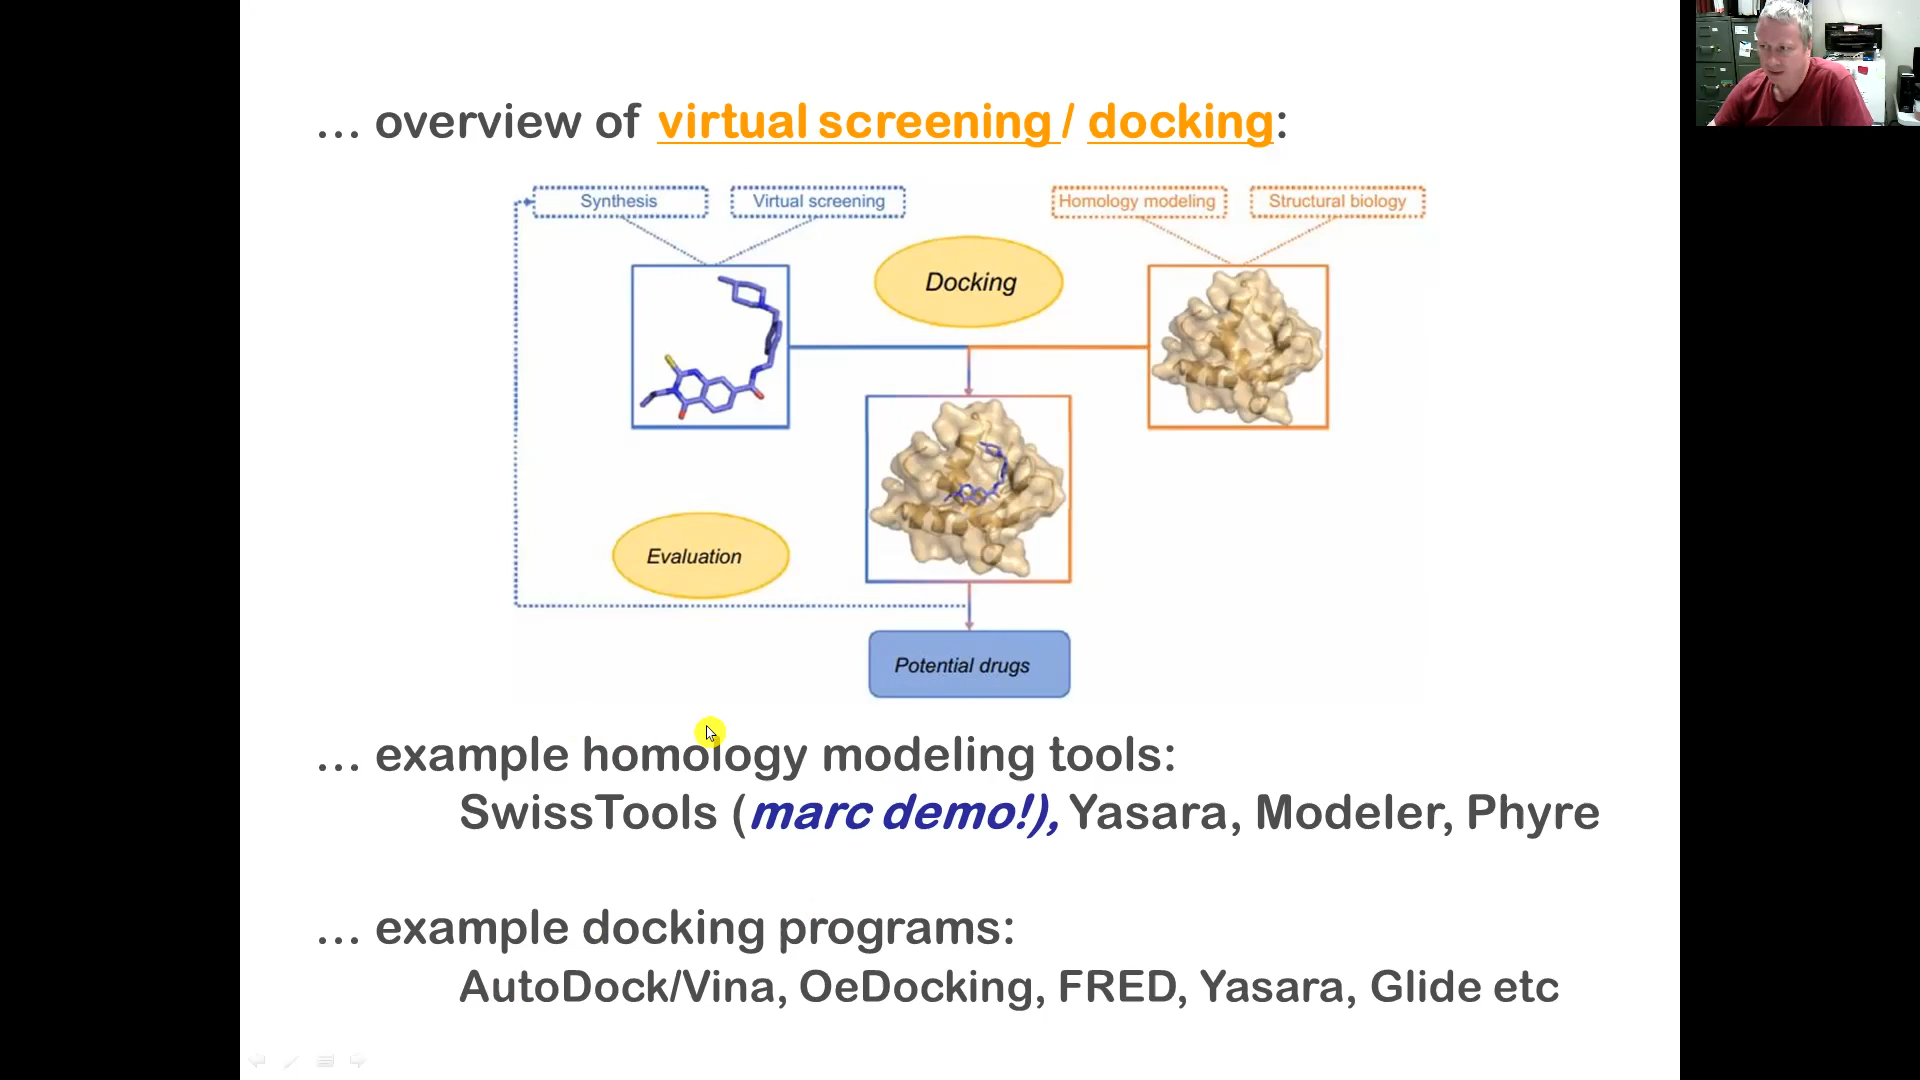 ... overview of virtual screening / docking:
Synthesis
Virtual screening
Homology modeling
Structural biology
Docking
Evaluation
Potential drugs
... example homology modeling tools:
SwissTools (marc demo!), Yasara, Modeler, Phyre
... example docking programs:
AutoDock/Vina, OeDocking, FRED, Yasara, Glide etc